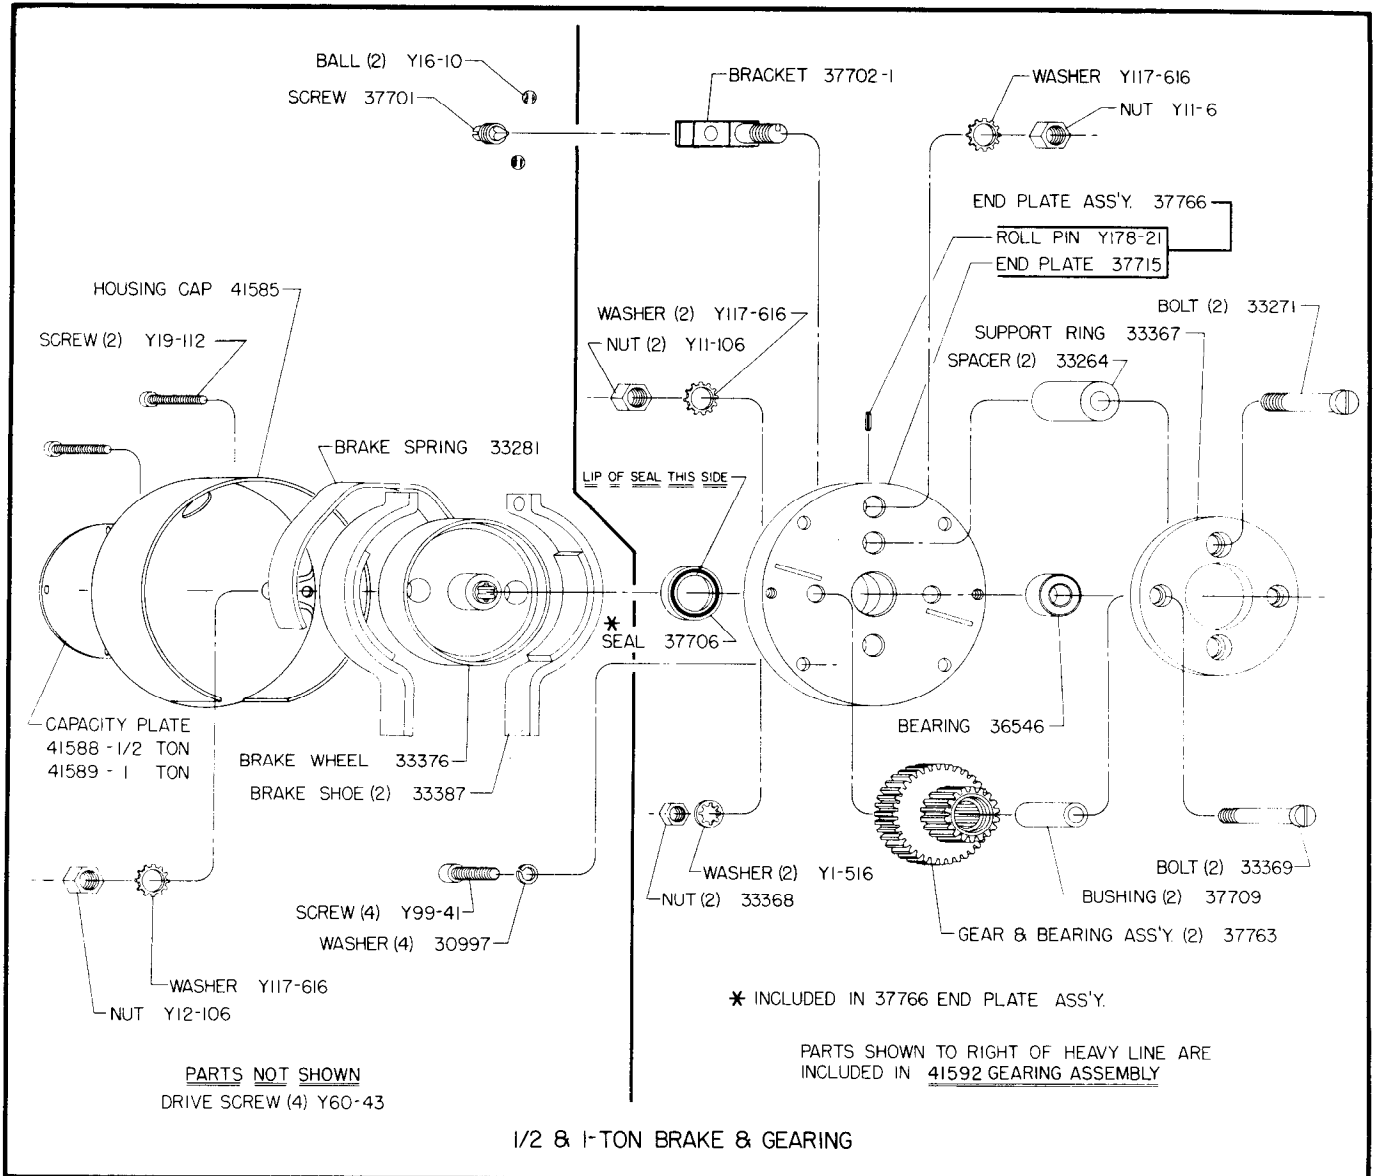 BALL (2) Y16-10
SCREW 37701
BRACKET 37702-1
WASHER Y117-616
NUT Y11-6
END PLATE ASS'Y. 37766
ROLL PIN Y178-21
END PLATE 37715
HOUSING CAP 41585
SCREW (2) Y19-112
WASHER (2) Y117-616
NUT (2) Y11-106
BOLT (2) 33271
SUPPORT RING 33367
SPACER (2) 33264
BRAKE SPRING 33281
LIP OF SEAL THIS SIDE
* SEAL 37706
CAPACITY PLATE
41588 - 1/2 TON
41589 - 1 TON
BRAKE WHEEL 33376
BRAKE SHOE (2) 33387
BEARING 36546
SCREW (4) Y99-41
WASHER (4) 30997
WASHER (2) Y1-516
NUT (2) 33368
BOLT (2) 33369
BUSHING (2) 37709
GEAR & BEARING ASS'Y. (2) 37763
WASHER Y117-616
NUT Y12-106
* INCLUDED IN 37766 END PLATE ASS'Y.
PARTS SHOWN TO RIGHT OF HEAVY LINE ARE
INCLUDED IN 41592 GEARING ASSEMBLY
PARTS NOT SHOWN
DRIVE SCREW (4) Y60-43
1/2 & 1-TON BRAKE & GEARING